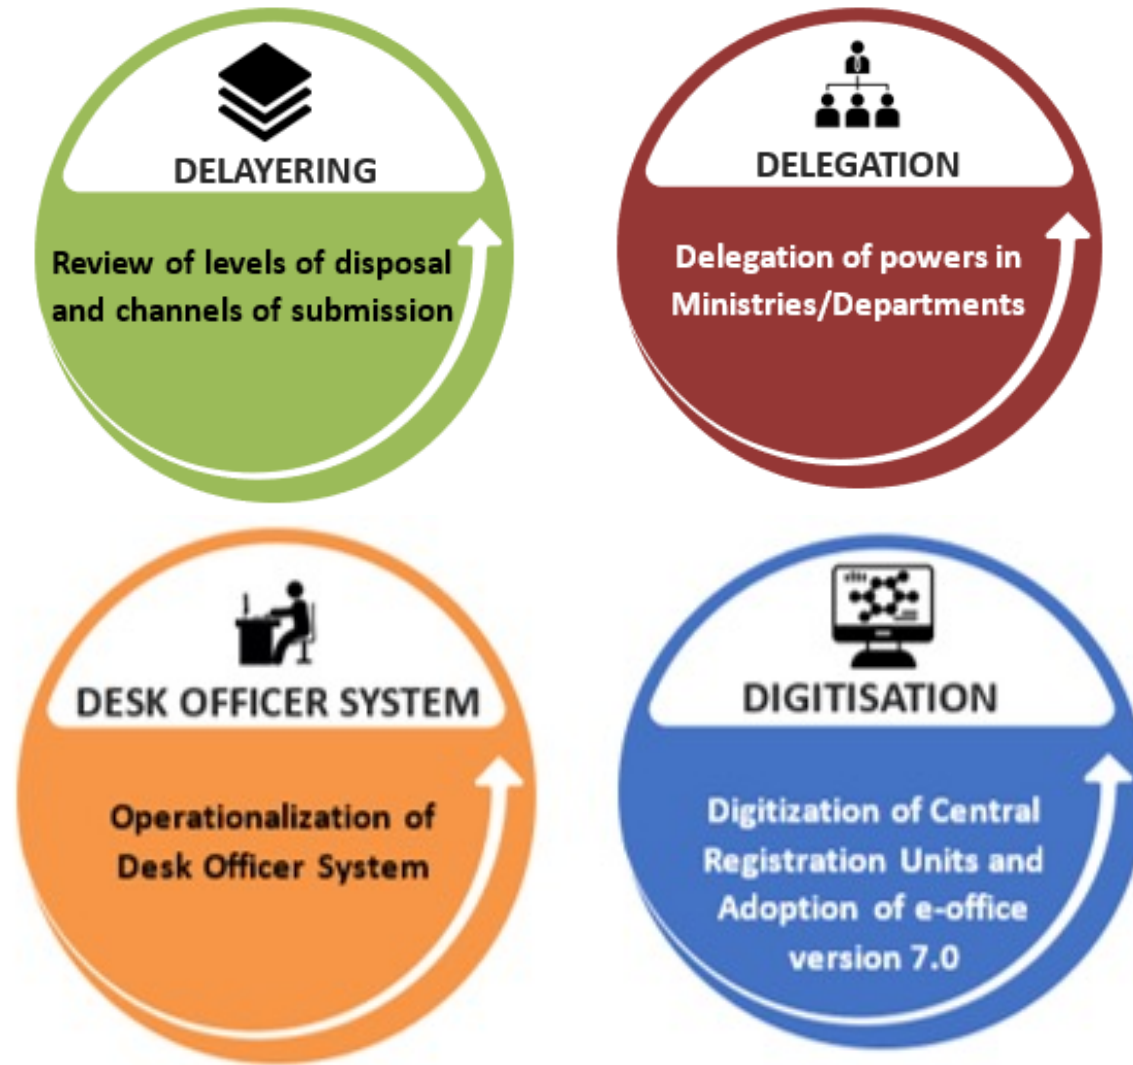 DELAYERING
Review of levels of disposal
and channels of submission
DELEGATION
Delegation of powers in
Ministries/Departments
DESK OFFICER SYSTEM
Operationalization of
Desk Officer System
DIGITISATION
Digitization of Central
Registration Units and
Adoption of e-office
version 7.0